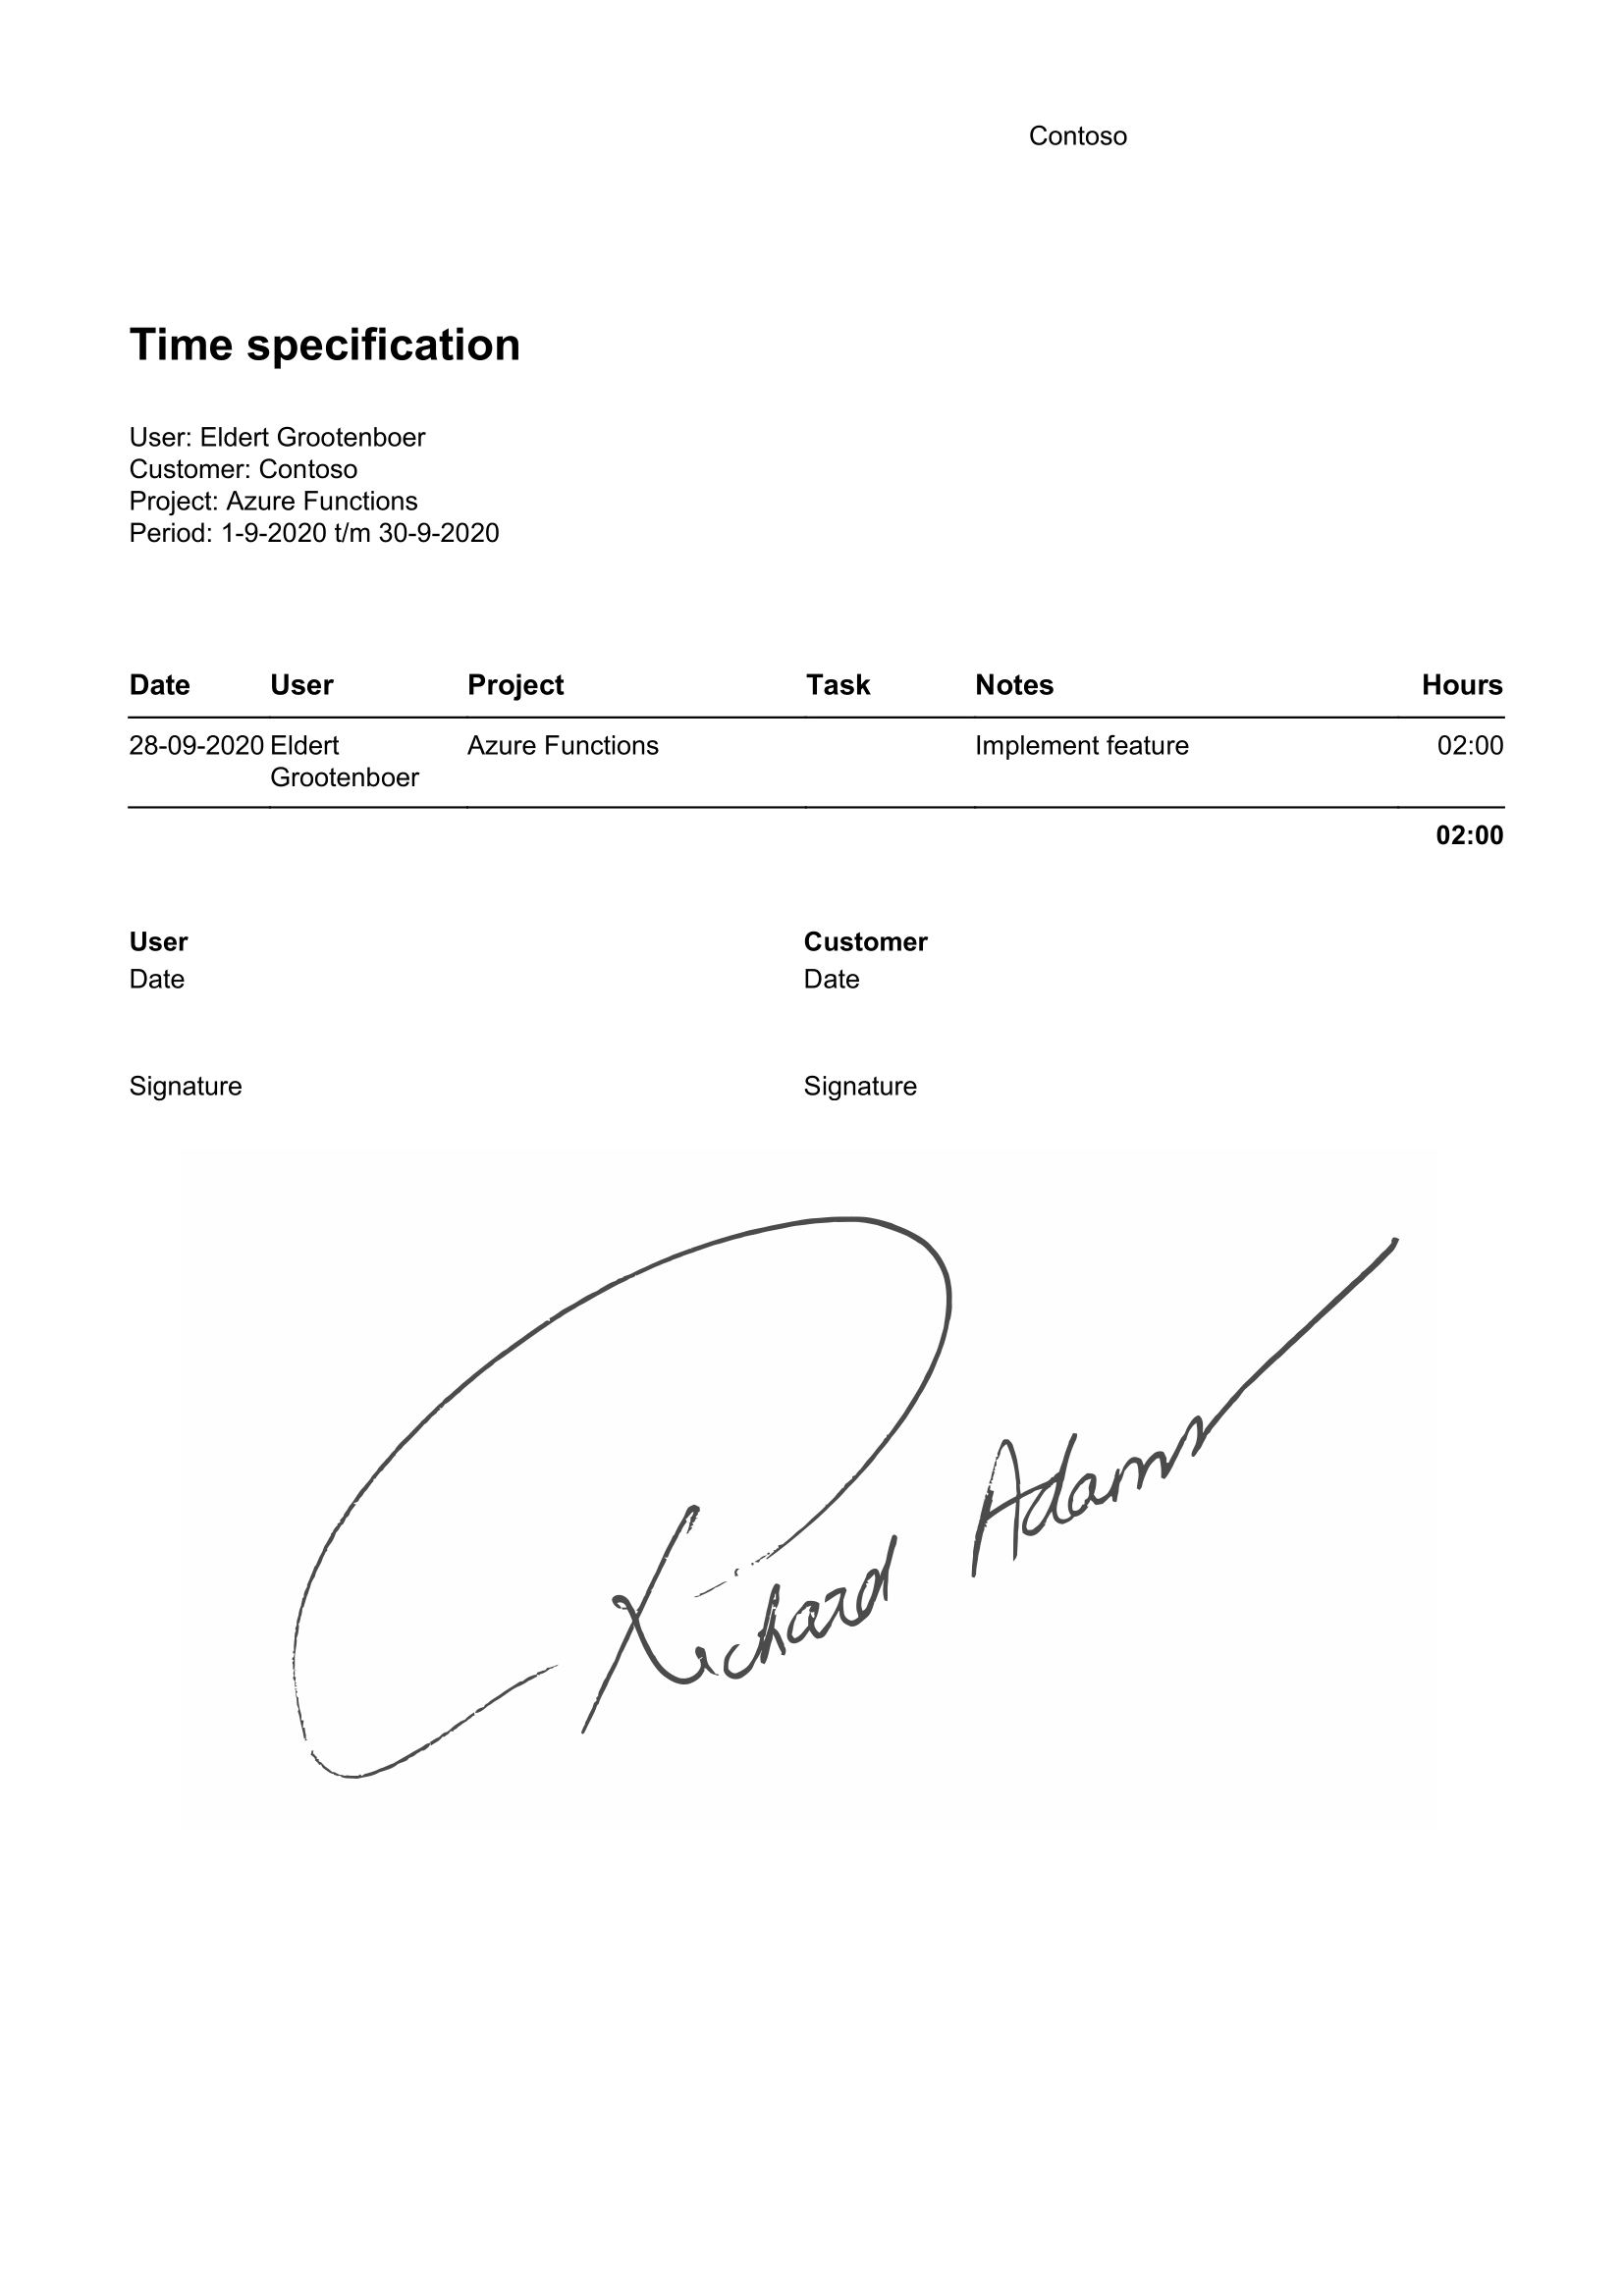 Contoso
Time specification
User: Eldert Grootenboer
Customer: Contoso
Project: Azure Functions
Period: 1-9-2020 t/m 30-9-2020
Date User Project Task Notes Hours
28-09-2020 Eldert Azure Functions Implement feature 02:00
Grootenboer
02:00
User Customer
Date Date
Signature Signature
Richard Adams